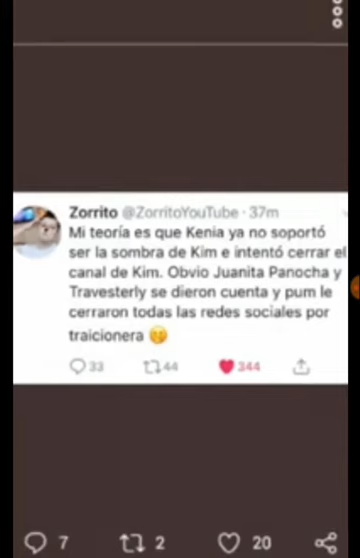 Zorrito @ZorritoYouTube · 37m
Mi teoría es que Kenia ya no soportó
ser la sombra de Kim e intentó cerrar el
canal de Kim. Obvio Juanita Panocha y
Travesterly se dieron cuenta y pum le
cerraron todas las redes sociales por
traicionera 🤭
33 44 344
7 2 20